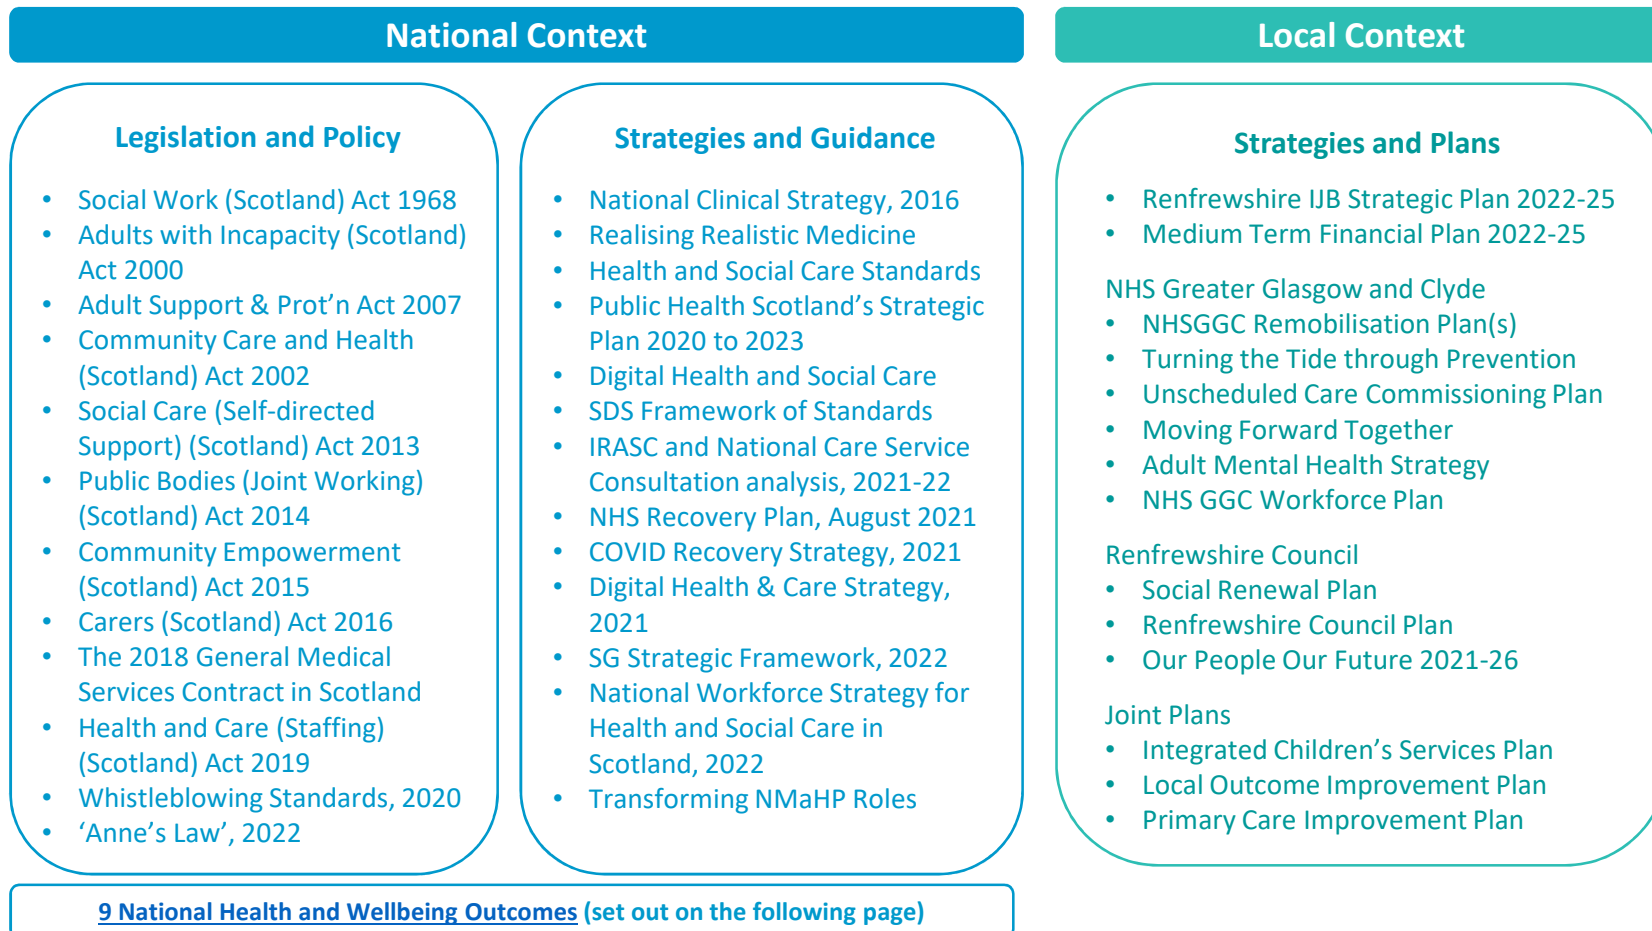 National Context
Legislation and Policy
• Social Work (Scotland) Act 1968
• Adults with Incapacity (Scotland)
Act 2000
• Adult Support & Prot’n Act 2007
• Community Care and Health
(Scotland) Act 2002
• Social Care (Self-directed
Support) (Scotland) Act 2013
• Public Bodies (Joint Working)
(Scotland) Act 2014
• Community Empowerment
(Scotland) Act 2015
• Carers (Scotland) Act 2016
• The 2018 General Medical
Services Contract in Scotland
• Health and Care (Staffing)
(Scotland) Act 2019
• Whistleblowing Standards, 2020
• ‘Anne’s Law’, 2022
Strategies and Guidance
• National Clinical Strategy, 2016
• Realising Realistic Medicine
• Health and Social Care Standards
• Public Health Scotland’s Strategic
Plan 2020 to 2023
• Digital Health and Social Care
• SDS Framework of Standards
• IRASC and National Care Service
Consultation analysis, 2021-22
• NHS Recovery Plan, August 2021
• COVID Recovery Strategy, 2021
• Digital Health & Care Strategy,
2021
• SG Strategic Framework, 2022
• National Workforce Strategy for
Health and Social Care in
Scotland, 2022
• Transforming NMaHP Roles
9 National Health and Wellbeing Outcomes (set out on the following page)
Local Context
Strategies and Plans
• Renfrewshire IJB Strategic Plan 2022-25
• Medium Term Financial Plan 2022-25
NHS Greater Glasgow and Clyde
• NHSGGC Remobilisation Plan(s)
• Turning the Tide through Prevention
• Unscheduled Care Commissioning Plan
• Moving Forward Together
• Adult Mental Health Strategy
• NHS GGC Workforce Plan
Renfrewshire Council
• Social Renewal Plan
• Renfrewshire Council Plan
• Our People Our Future 2021-26
Joint Plans
• Integrated Children’s Services Plan
• Local Outcome Improvement Plan
• Primary Care Improvement Plan